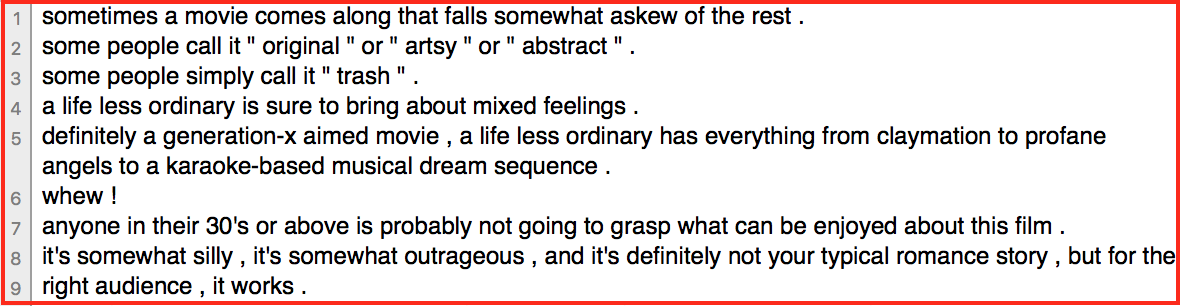 1 sometimes a movie comes along that falls somewhat askew of the rest .
2 some people call it " original " or " artsy " or " abstract " .
3 some people simply call it " trash " .
4 a life less ordinary is sure to bring about mixed feelings .
5 definitely a generation-x aimed movie , a life less ordinary has everything from claymation to profane
angels to a karaoke-based musical dream sequence .
6 whew !
7 anyone in their 30's or above is probably not going to grasp what can be enjoyed about this film .
8 it's somewhat silly , it's somewhat outrageous , and it's definitely not your typical romance story , but for the
9 right audience , it works .